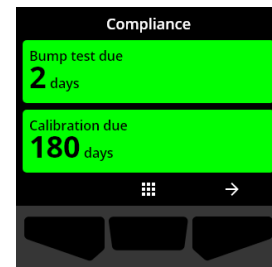 Compliance
Bump test due
2 days
Calibration due
180 days